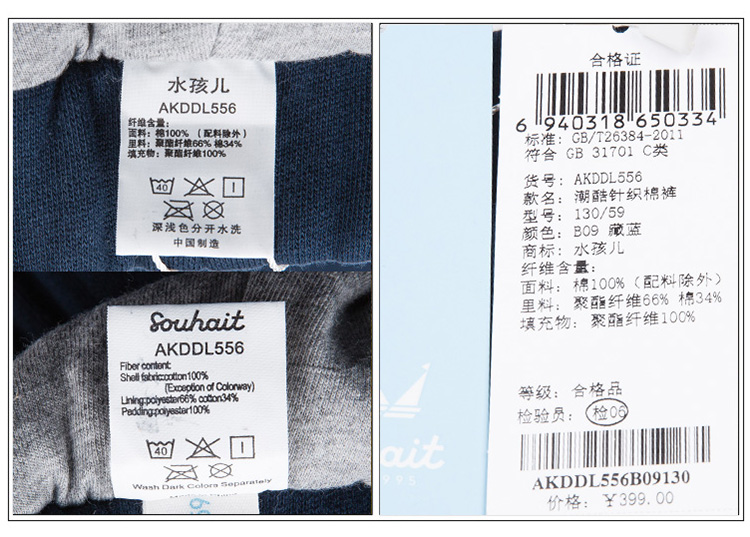 水孩儿
AKDDL556
纤维含量:
面料: 棉100% (配料除外)
里料: 聚酯纤维66% 棉34%
填充物: 聚酯纤维100%
40
深浅色分开水洗
中国制造
Souhait
AKDDL556
Fiber content:
Shell fabric:cotton100%
(Exception of Colorway)
Lining:polyester66% cotton34%
Padding:polyester100%
40
Wash Dark Colors Separately
合格证
6 940318 650334
标准: GB/T26384-2011
符合 GB 31701 C类
货号: AKDDL556
款名: 潮酷针织棉裤
型号: 130/59
颜色: B09 藏蓝
商标: 水孩儿
纤维含量:
面料: 棉100% (配料除外)
里料: 聚酯纤维66% 棉34%
填充物: 聚酯纤维100%
等级: 合格品
检验员: 检06
AKDDL556B09130
价格: ¥399.00
hait
1995